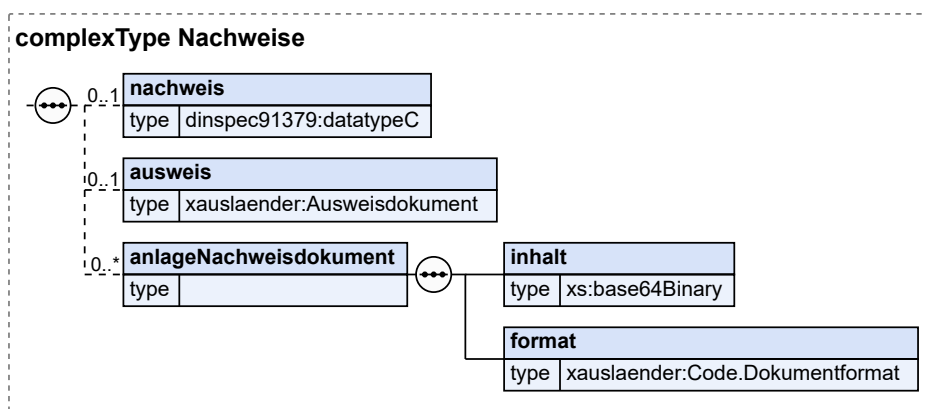 complexType Nachweise
0..1
nachweis
type dinspec91379:datatypeC
0..1
ausweis
type xauslaender:Ausweisdokument
0..*
anlageNachweisdokument
type
inhalt
type xs:base64Binary
format
type xauslaender:Code.Dokumentformat